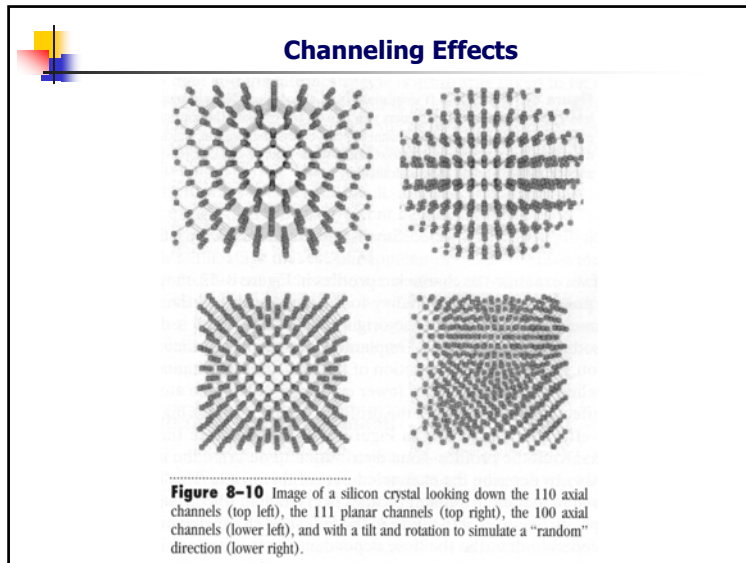 Channeling Effects
Figure 8–10 Image of a silicon crystal looking down the 110 axial
channels (top left), the 111 planar channels (top right), the 100 axial
channels (lower left), and with a tilt and rotation to simulate a “random”
direction (lower right).